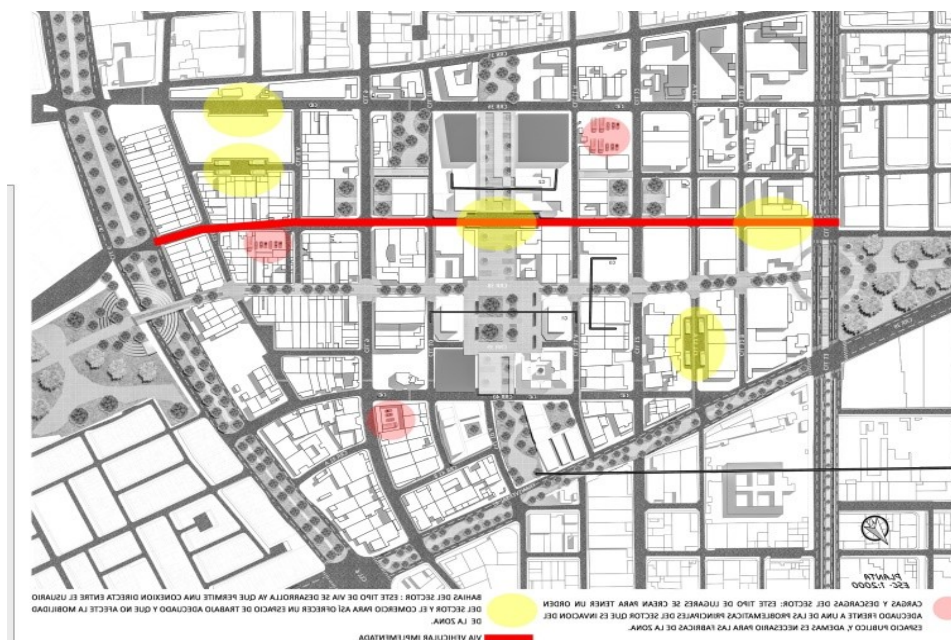 PLANTA
ESC: 1:2000
BAHIAS DEL SECTOR : ESTE TIPO DE VIA SE DESARROLLA YA QUE PERMITE UNA CONEXION DIRECTA ENTRE EL USUARIO
DEL SECTOR Y EL COMERCIO PARA ASÍ OFRECER UN ESPACIO DE TRABAJO ADECUADO Y QUE NO AFECTE LA MOBILIDAD
DE LA ZONA.
VIA VEHICULAR IMPLEMENTADA
CARGAS Y DESCARGAS DEL SECTOR: ESTE TIPO DE LUGARES SE CREAN PARA TENER UN ORDEN
ADECUADO FRENTE A UNA DE LAS PROBLEMATICAS PRINCIPALES DEL SECTOR QUE ES INVACION DEL
ESPACIO PUBLICO Y, ADEMAS ES NECESARIO PARA LAS FABRICAS DE LA ZONA.